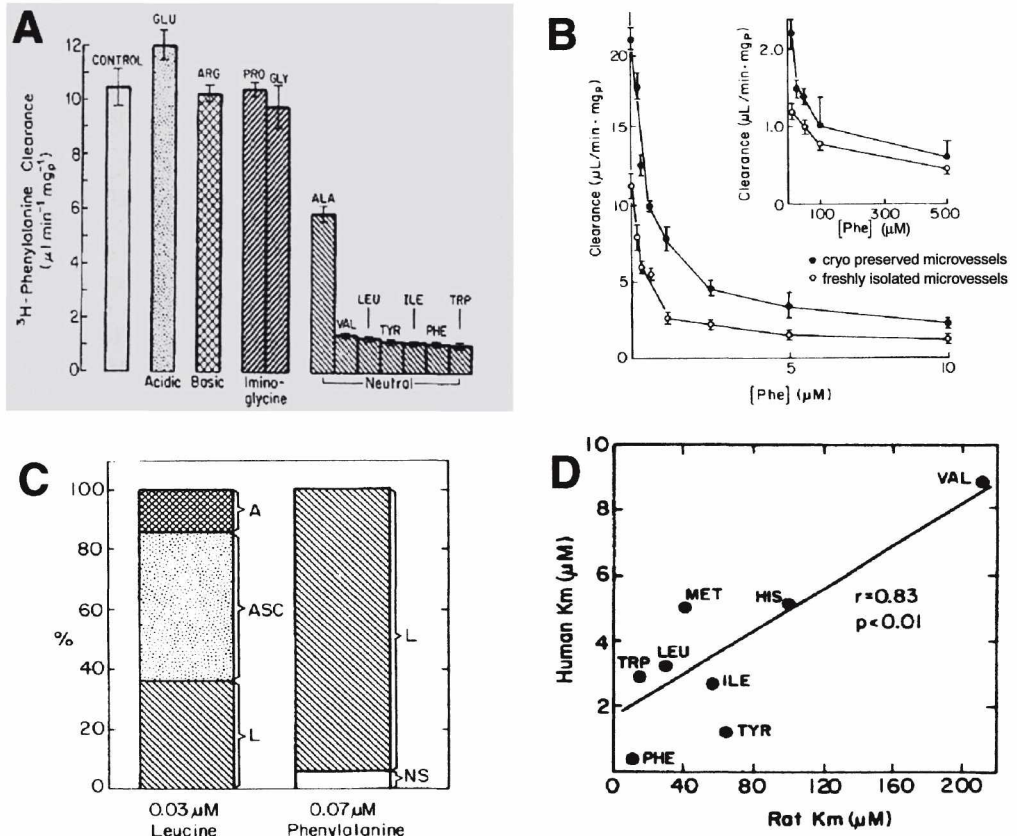 A
³H-Phenylalanine Clearance
(μl min⁻¹ mgₚ⁻¹)
12
10
8
6
4
2
0
CONTROL
GLU
ARG
PRO
GLY
ALA
VAL
LEU
TYR
ILE
PHE
TRP
Acidic
Basic
Imino-
glycine
Neutral
B
Clearance (μL/min·mgₚ)
20
15
10
5
0
5
10
[Phe] (μM)
Clearance (μL/min·mgₚ)
2.0
1.0
0
100
300
500
[Phe] (μM)
cryo preserved microvessels
freshly isolated microvessels
C
%
100
80
60
40
20
0
A
ASC
L
L
NS
0.03 μM
Leucine
0.07 μM
Phenylalanine
D
Human Km (μM)
10
8
6
4
2
0
40
80
120
160
200
Rat Km (μM)
VAL
MET
HIS
r=0.83
p<0.01
TRP
LEU
ILE
TYR
PHE